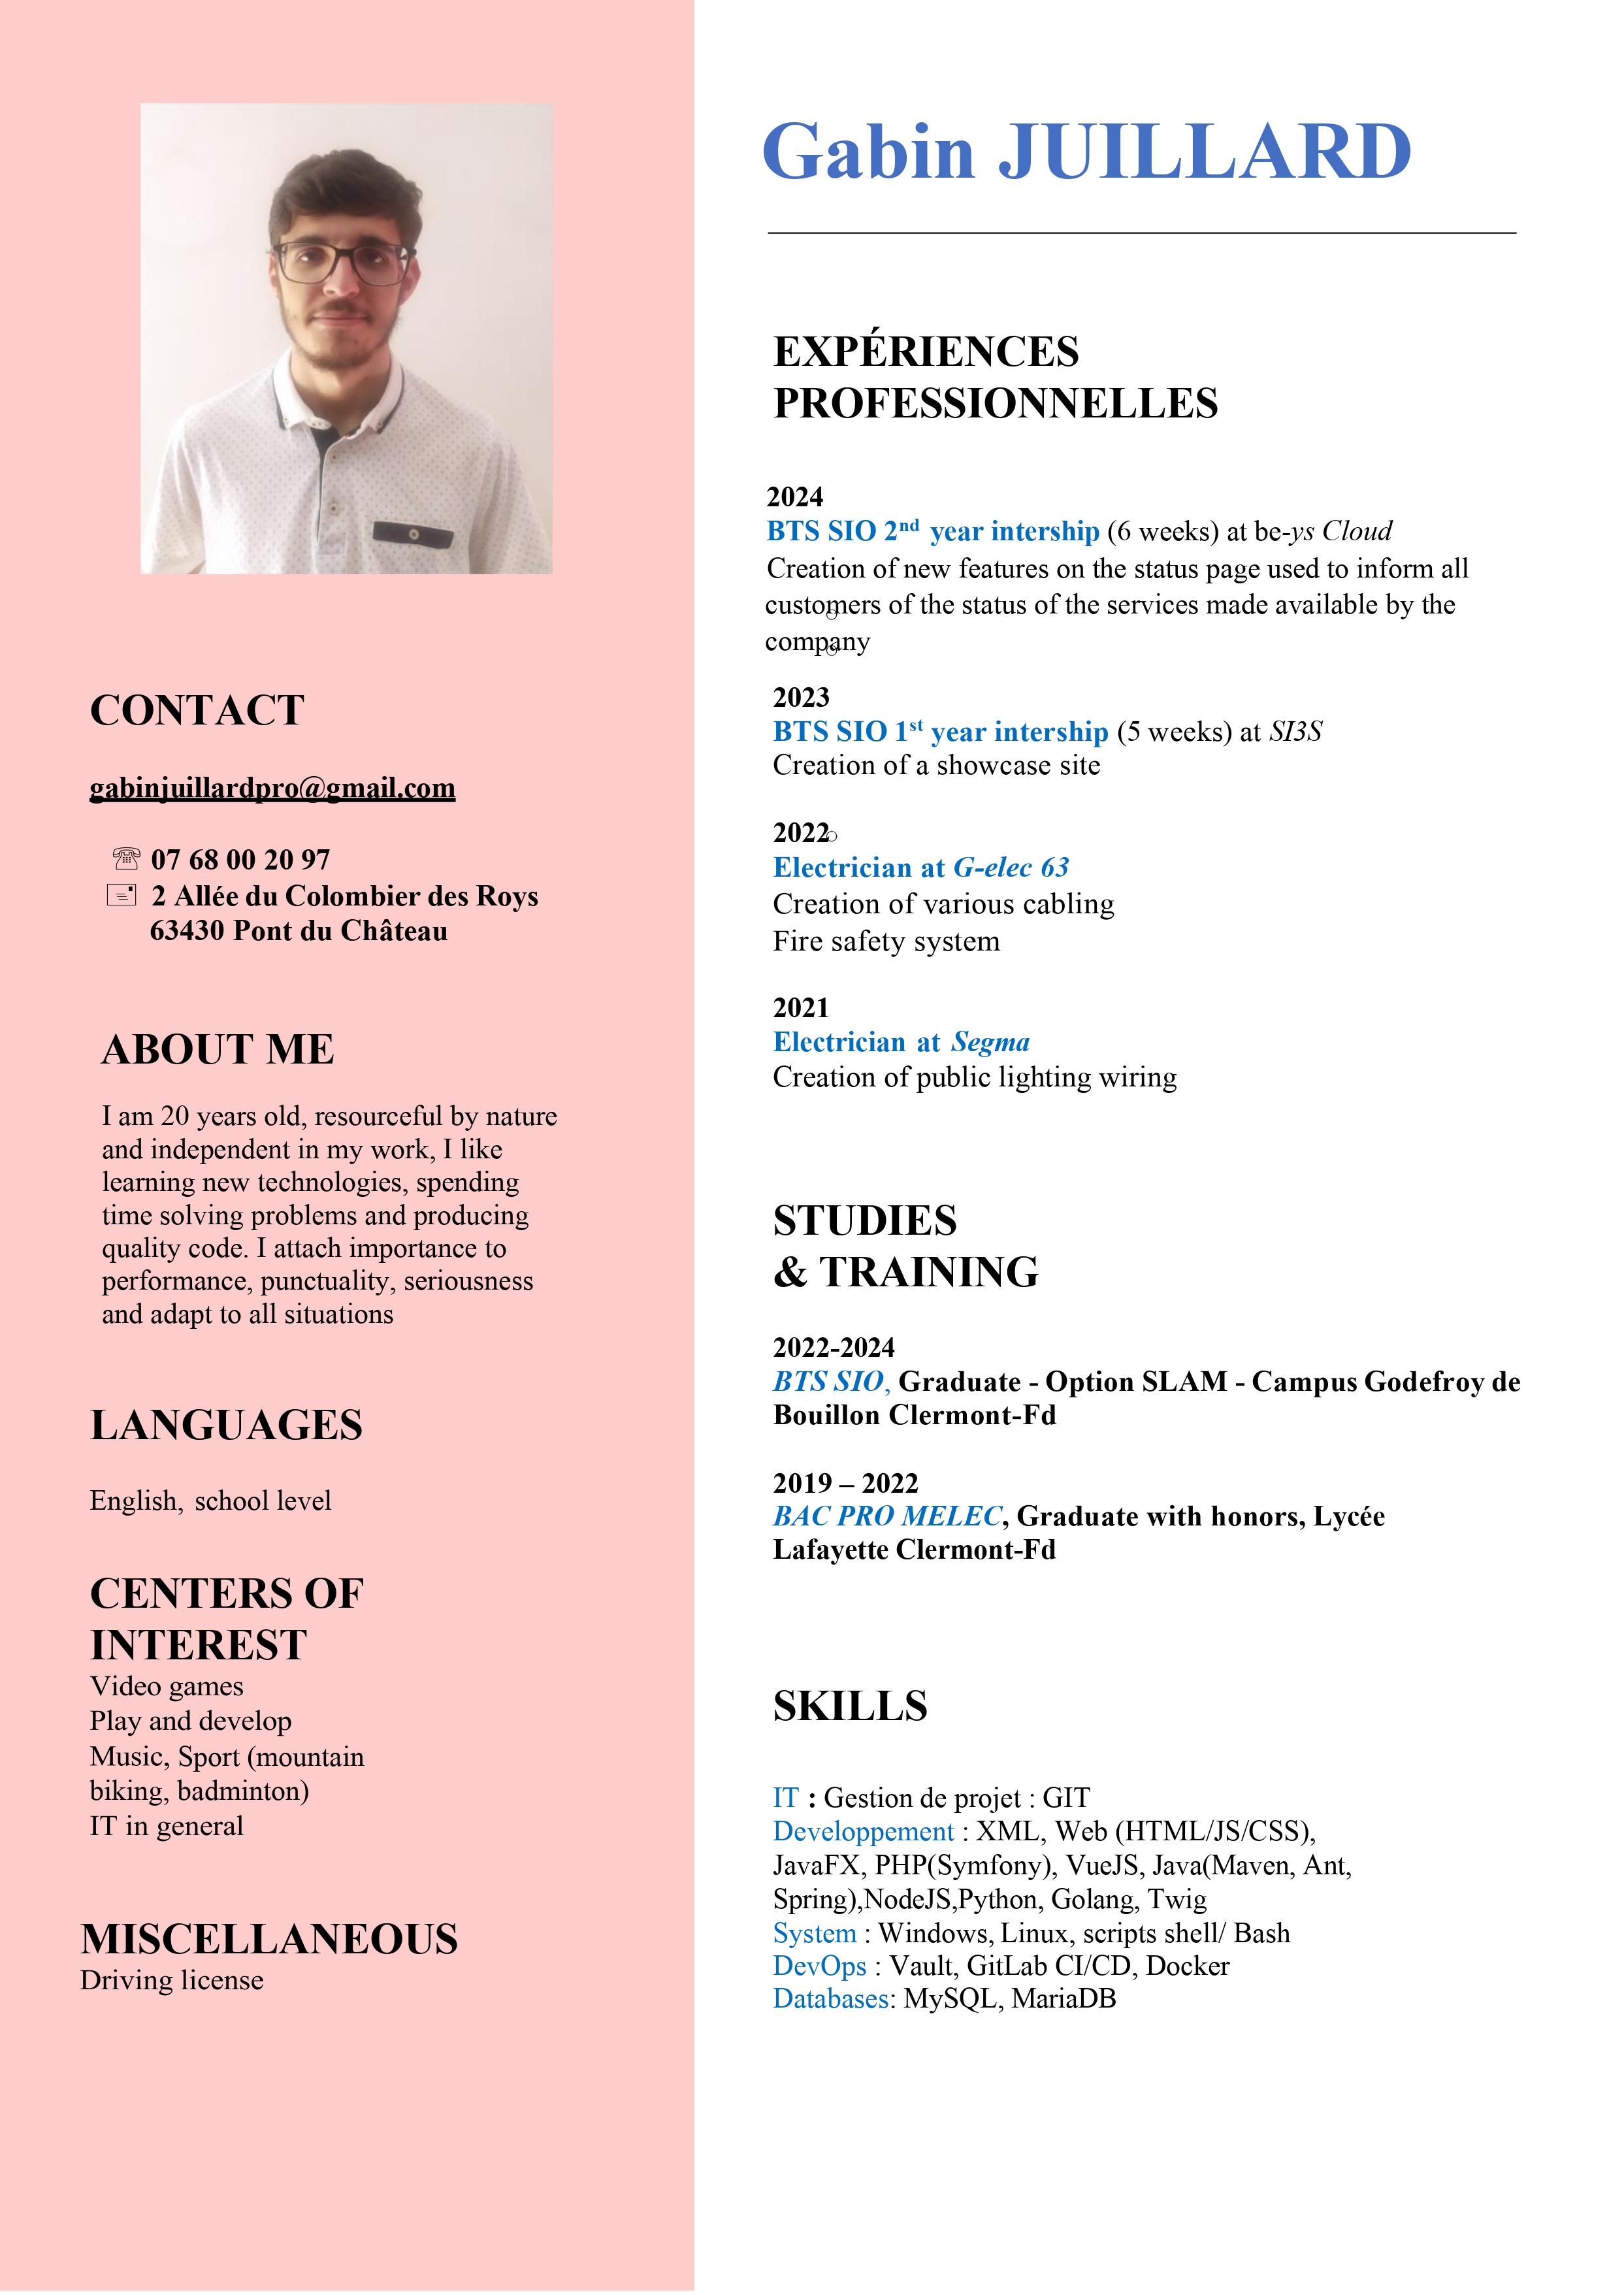 Gabin JUILLARD
CONTACT
gabinjuillardpro@gmail.com
07 68 00 20 97
2 Allée du Colombier des Roys
63430 Pont du Château
ABOUT ME
I am 20 years old, resourceful by nature
and independent in my work, I like
learning new technologies, spending
time solving problems and producing
quality code. I attach importance to
performance, punctuality, seriousness
and adapt to all situations
LANGUAGES
English, school level
CENTERS OF
INTEREST
Video games
Play and develop
Music, Sport (mountain
biking, badminton)
IT in general
MISCELLANEOUS
Driving license
EXPÉRIENCES
PROFESSIONNELLES
2024
BTS SIO 2nd year intership (6 weeks) at be-ys Cloud
Creation of new features on the status page used to inform all
customers of the status of the services made available by the
company
2023
BTS SIO 1st year intership (5 weeks) at SI3S
Creation of a showcase site
2022
Electrician at G-elec 63
Creation of various cabling
Fire safety system
2021
Electrician at Segma
Creation of public lighting wiring
STUDIES
& TRAINING
2022-2024
BTS SIO, Graduate - Option SLAM - Campus Godefroy de
Bouillon Clermont-Fd
2019 – 2022
BAC PRO MELEC, Graduate with honors, Lycée
Lafayette Clermont-Fd
SKILLS
IT : Gestion de projet : GIT
Developpement : XML, Web (HTML/JS/CSS),
JavaFX, PHP(Symfony), VueJS, Java(Maven, Ant,
Spring),NodeJS,Python, Golang, Twig
System : Windows, Linux, scripts shell/ Bash
DevOps : Vault, GitLab CI/CD, Docker
Databases: MySQL, MariaDB